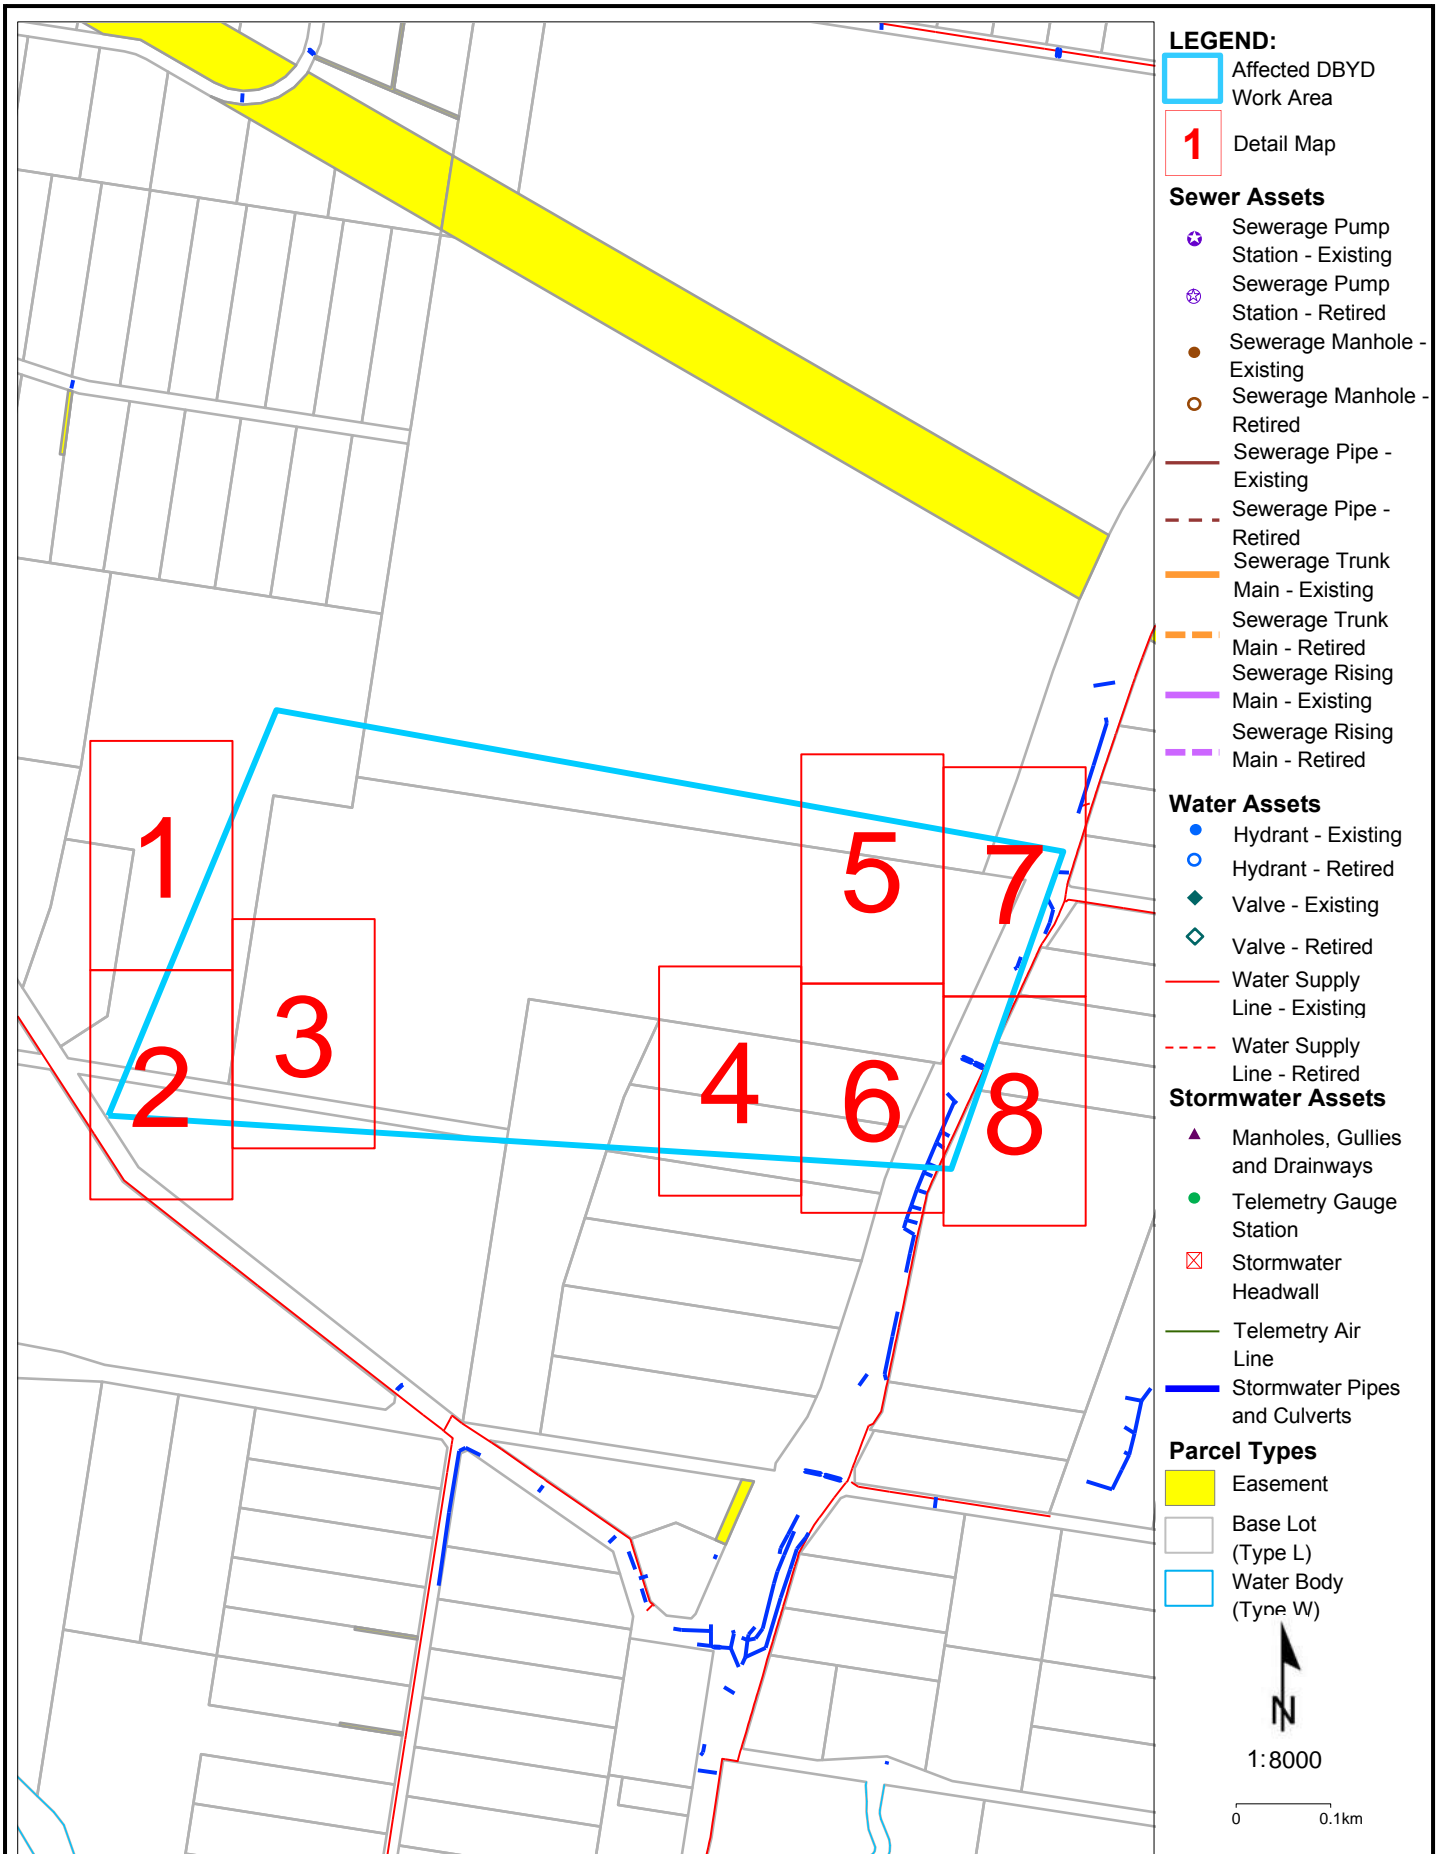 LEGEND:
Affected DBYD
Work Area
1
Detail Map
Sewer Assets
Sewerage Pump
Station - Existing
Sewerage Pump
Station - Retired
Sewerage Manhole -
Existing
Sewerage Manhole -
Retired
Sewerage Pipe -
Existing
Sewerage Pipe -
Retired
Sewerage Trunk
Main - Existing
Sewerage Trunk
Main - Retired
Sewerage Rising
Main - Existing
Sewerage Rising
Main - Retired
Water Assets
Hydrant - Existing
Hydrant - Retired
Valve - Existing
Valve - Retired
Water Supply
Line - Existing
Water Supply
Line - Retired
Stormwater Assets
Manholes, Gullies
and Drainways
Telemetry Gauge
Station
Stormwater
Headwall
Telemetry Air
Line
Stormwater Pipes
and Culverts
Parcel Types
Easement
Base Lot
(Type L)
Water Body
(Type W)
N
1:8000
0 0.1km
1
2
3
4
5
6
7
8